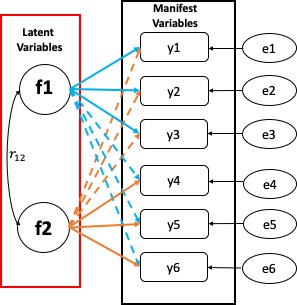 Latent
Variables
Manifest
Variables
f1
f2
r12
y1
y2
y3
y4
y5
y6
e1
e2
e3
e4
e5
e6